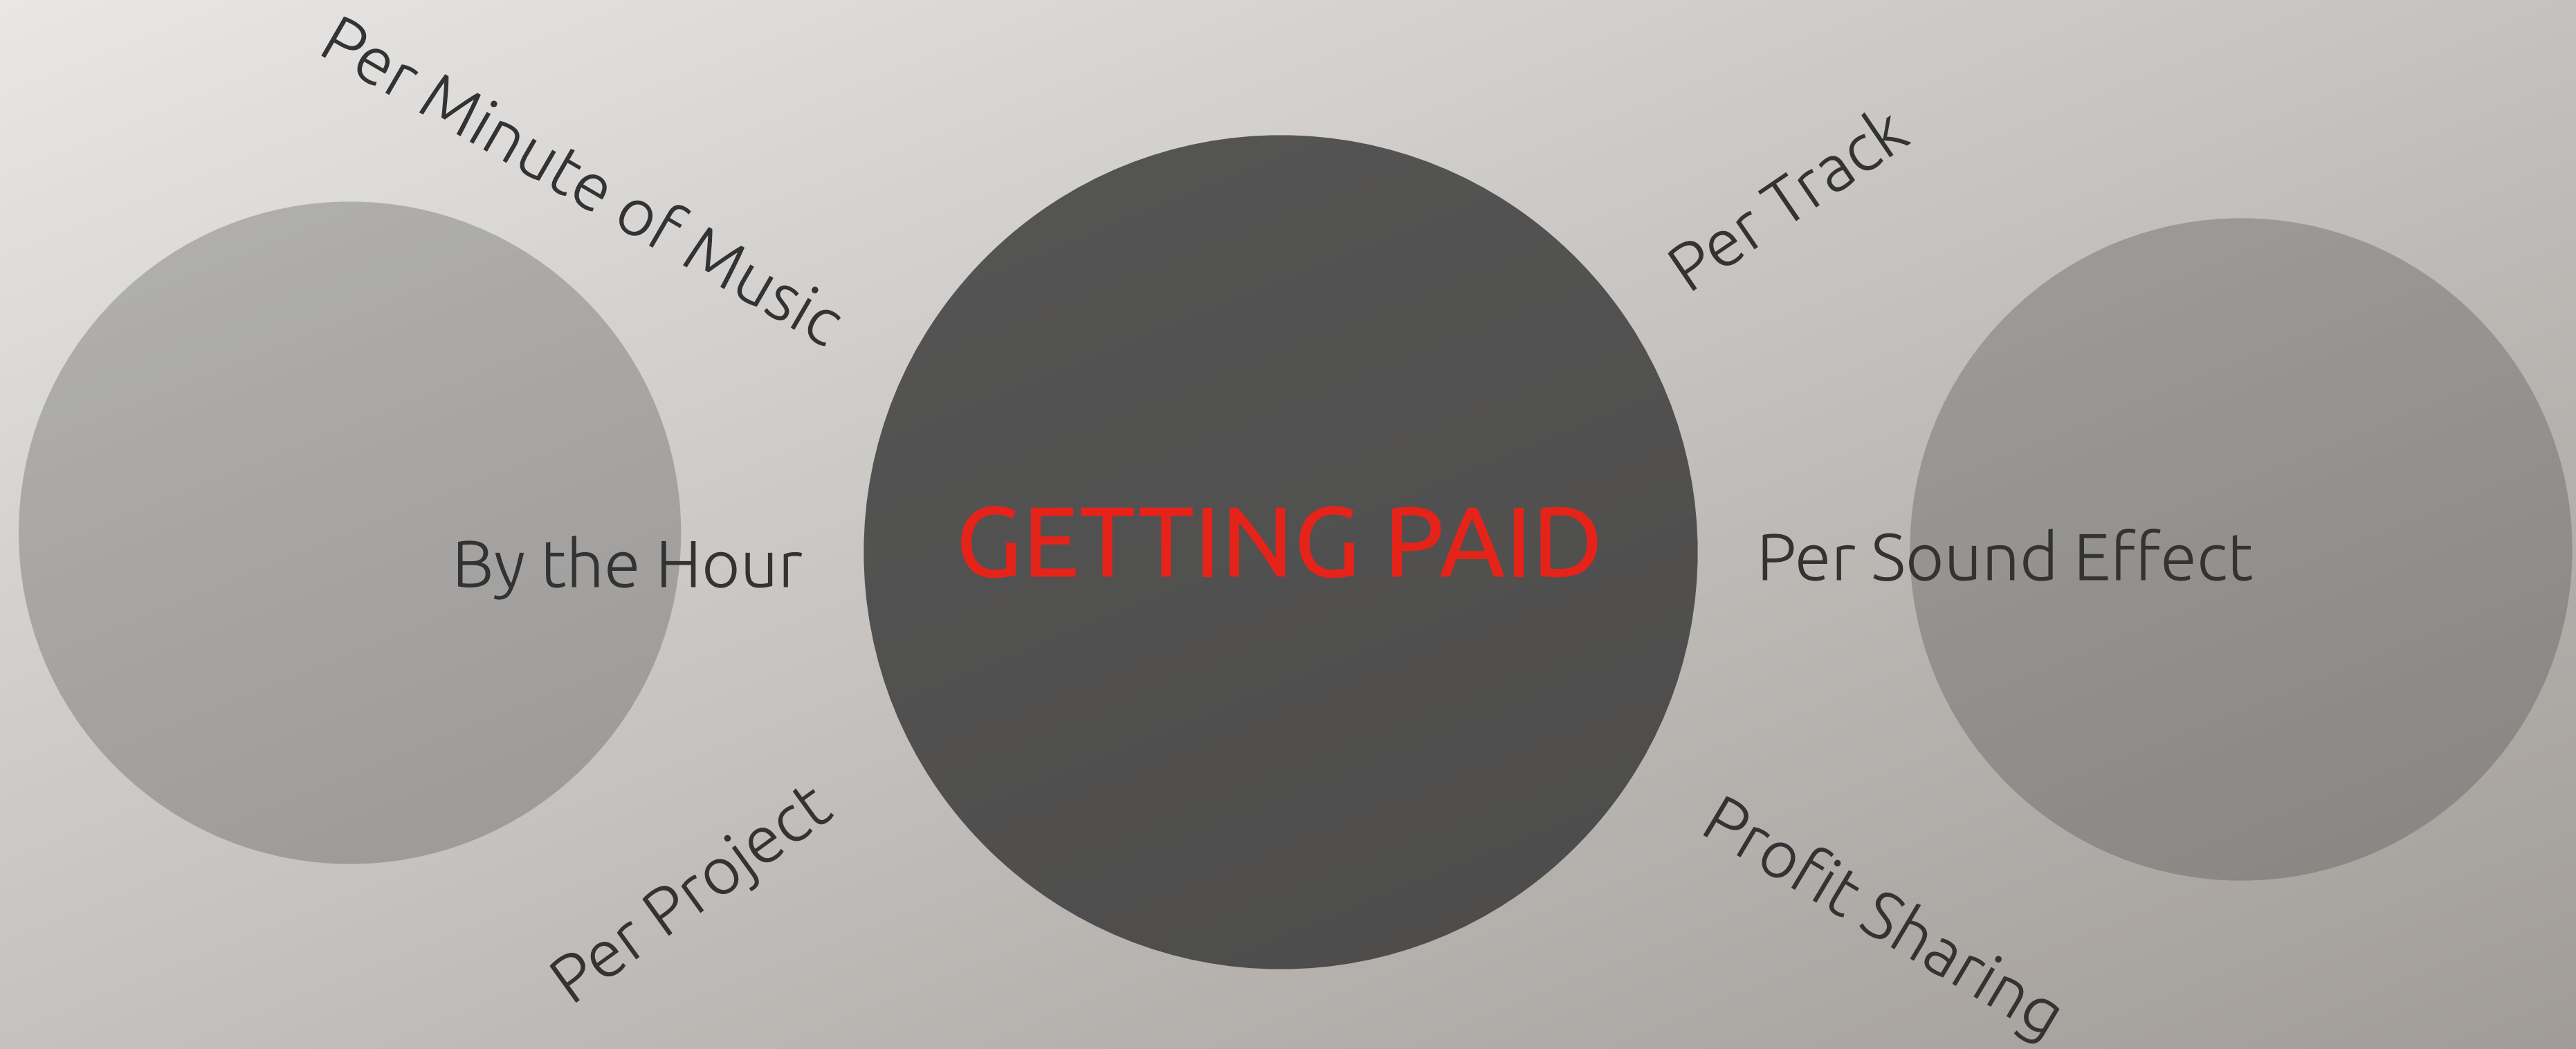 Per Minute of Music
Per Track
By the Hour
GETTING PAID
Per Sound Effect
Per Project
Profit Sharing